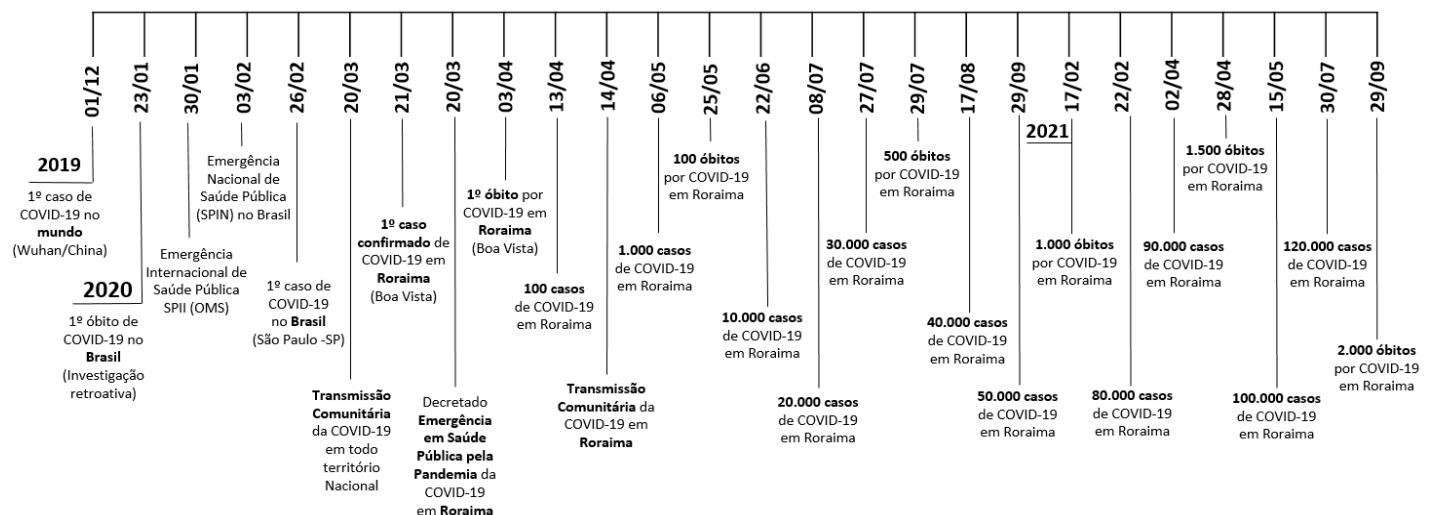 01/12
23/01
30/01
03/02
26/02
20/03
21/03
20/03
03/04
13/04
14/04
06/05
25/05
22/06
08/07
27/07
29/07
17/08
29/09
17/02
22/02
02/04
28/04
15/05
30/07
29/09
2019
1º caso de
COVID-19 no
mundo
(Wuhan/China)
2020
1º óbito de
COVID-19 no
Brasil
(Investigação
retroativa)
Emergência
Internacional de
Saúde Pública
SPII (OMS)
Emergência
Nacional de
Saúde Pública
(SPIN) no Brasil
1º caso de
COVID-19
no Brasil
(São Paulo -SP)
Transmissão
Comunitária
da COVID-19
em todo
território
Nacional
1º caso
confirmado de
COVID-19 em
Roraima
(Boa Vista)
Decretado
Emergência
em Saúde
Pública pela
Pandemia da
COVID-19
em Roraima
1º óbito por
COVID-19 em
Roraima
(Boa Vista)
100 casos
de COVID-19
em Roraima
Transmissão
Comunitária da
COVID-19 em
Roraima
1.000 casos
de COVID-19
em Roraima
100 óbitos
por COVID-19
em Roraima
10.000 casos
de COVID-19
em Roraima
20.000 casos
de COVID-19
em Roraima
30.000 casos
de COVID-19
em Roraima
500 óbitos
por COVID-19
em Roraima
40.000 casos
de COVID-19
em Roraima
50.000 casos
de COVID-19
em Roraima
2021
1.000 óbitos
por COVID-19
em Roraima
80.000 casos
de COVID-19
em Roraima
90.000 casos
de COVID-19
em Roraima
1.500 óbitos
por COVID-19
em Roraima
100.000 casos
de COVID-19
em Roraima
120.000 casos
de COVID-19
em Roraima
2.000 óbitos
por COVID-19
em Roraima